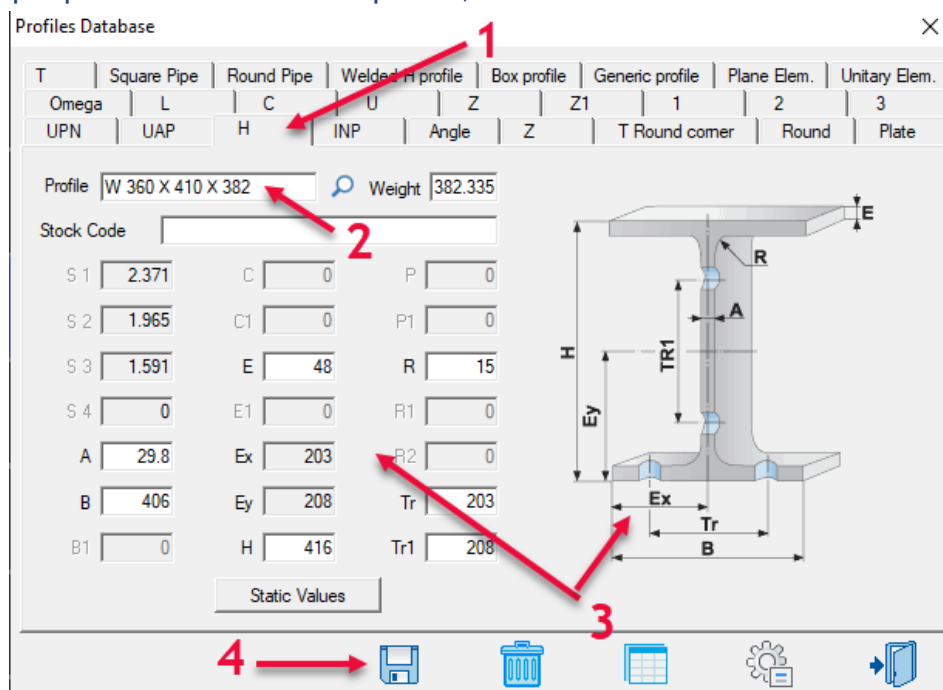 Profiles Database
1
T Square Pipe Round Pipe Welded H profile Box profile Generic profile Plane Elem. Unitary Elem.
Omega L C U Z Z1 1 2 3
UPN UAP H INP Angle Z T Round corner Round Plate
Profile W 360 X 410 X 382 Weight 382.335
Stock Code
2
S 1 2.371 C 0 P 0
S 2 1.965 C1 0 P1 0
S 3 1.591 E 48 R 15
S 4 0 E1 0 R1 0
A 29.8 Ex 203 R2 0
B 406 Ey 208 Tr 203
B1 0 H 416 Tr1 208
Static Values
E
R
A
H
TR1
Ey
Ex
Tr
B
3
4